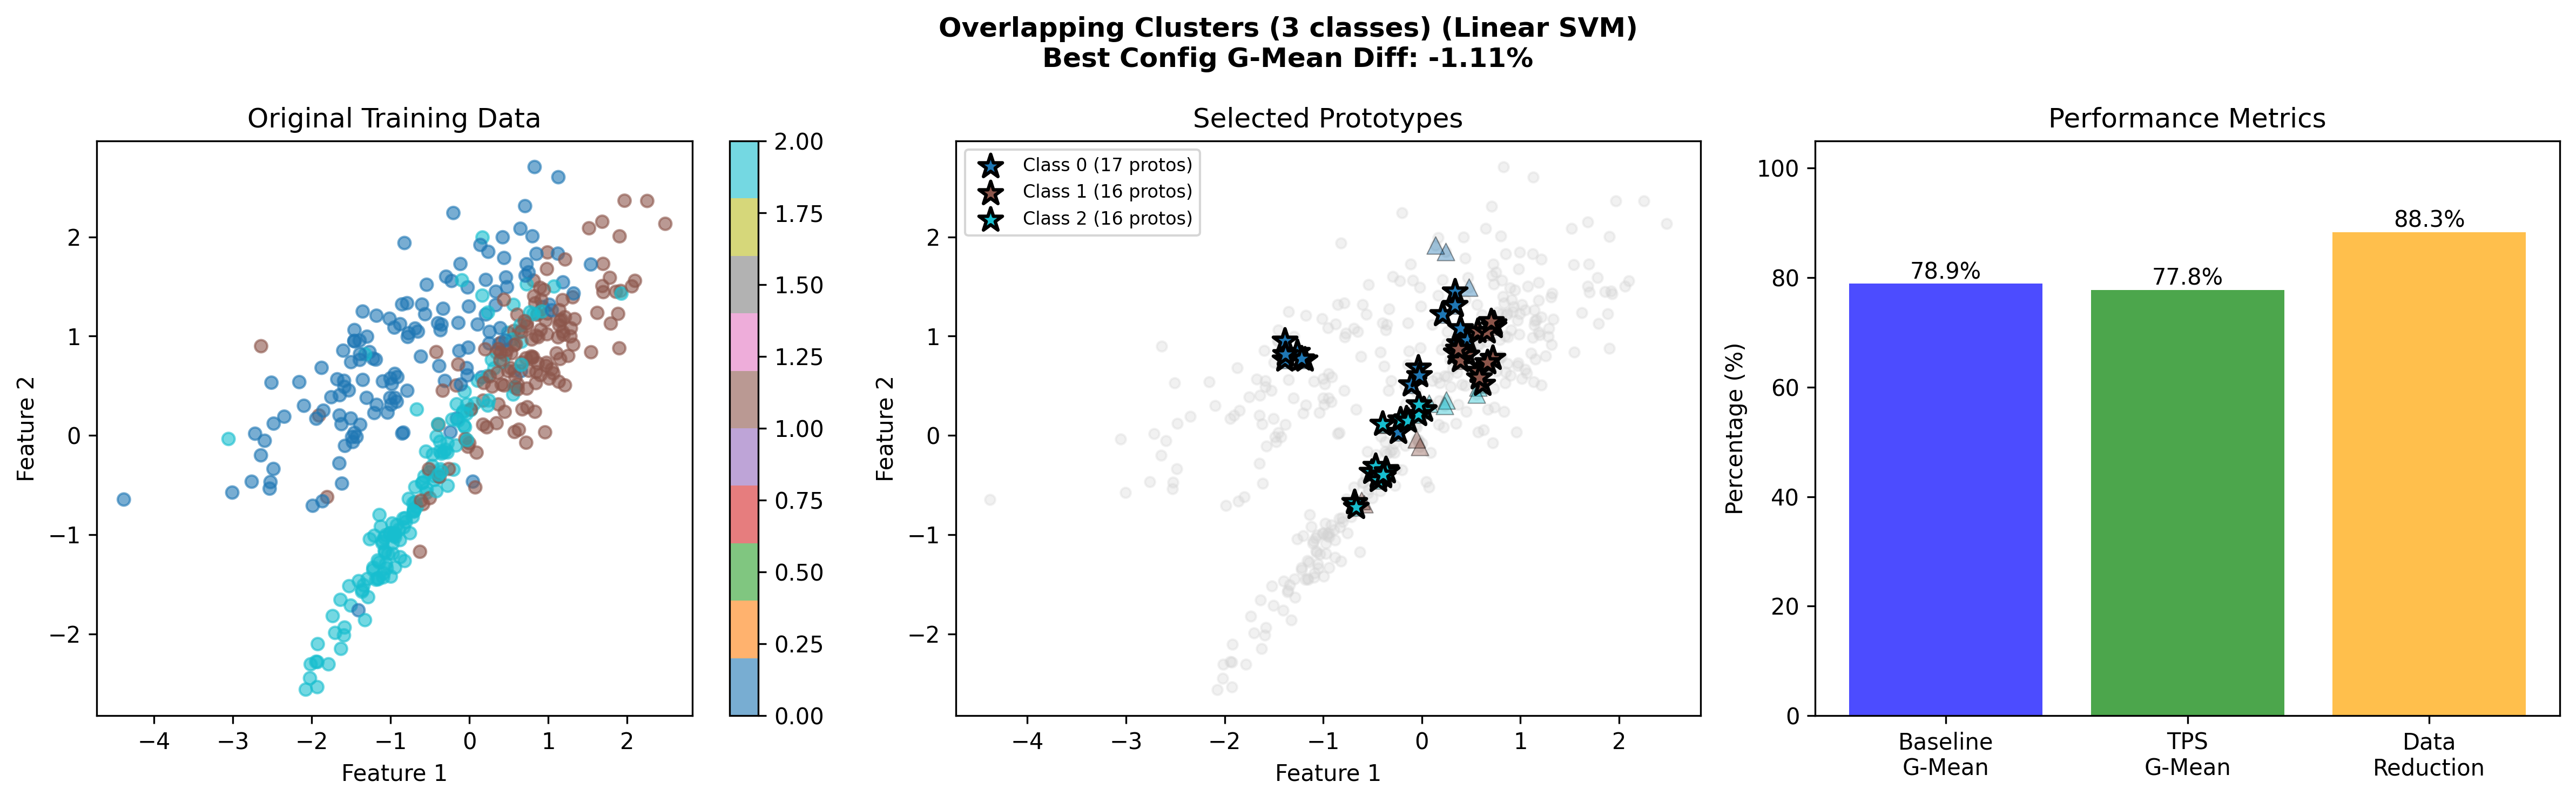 Overlapping Clusters (3 classes) (Linear SVM)
Best Config G-Mean Diff: -1.11%
Original Training Data
Feature 2
2
1
0
−1
−2
−4
−3
−2
−1
0
1
2
Feature 1
2.00
1.75
1.50
1.25
1.00
0.75
0.50
0.25
0.00
Selected Prototypes
Class 0 (17 protos)
Class 1 (16 protos)
Class 2 (16 protos)
Feature 2
2
1
0
−1
−2
−4
−3
−2
−1
0
1
2
Feature 1
Performance Metrics
Percentage (%)
100
80
60
40
20
0
78.9%
77.8%
88.3%
Baseline
G-Mean
TPS
G-Mean
Data
Reduction